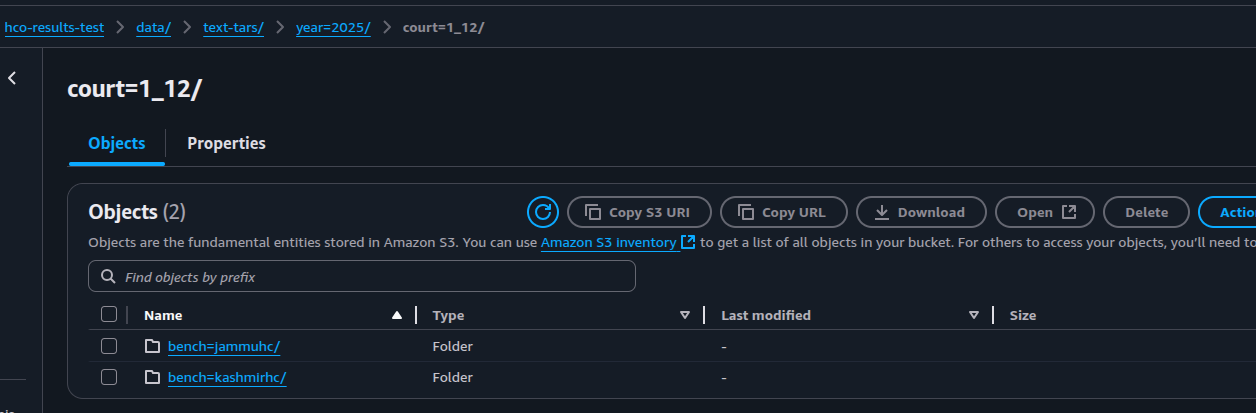 hco-results-test > data/ > text-tars/ > year=2025/ > court=1_12/
court=1_12/
Objects Properties
Objects (2) Copy S3 URI Copy URL Download Open Delete
Objects are the fundamental entities stored in Amazon S3. You can use Amazon S3 inventory to get a list of all objects in your bucket. For others to access your objects, you'll need to
Find objects by prefix
Name Type Last modified Size
bench=jammuhc/ Folder -
bench=kashmirhc/ Folder -